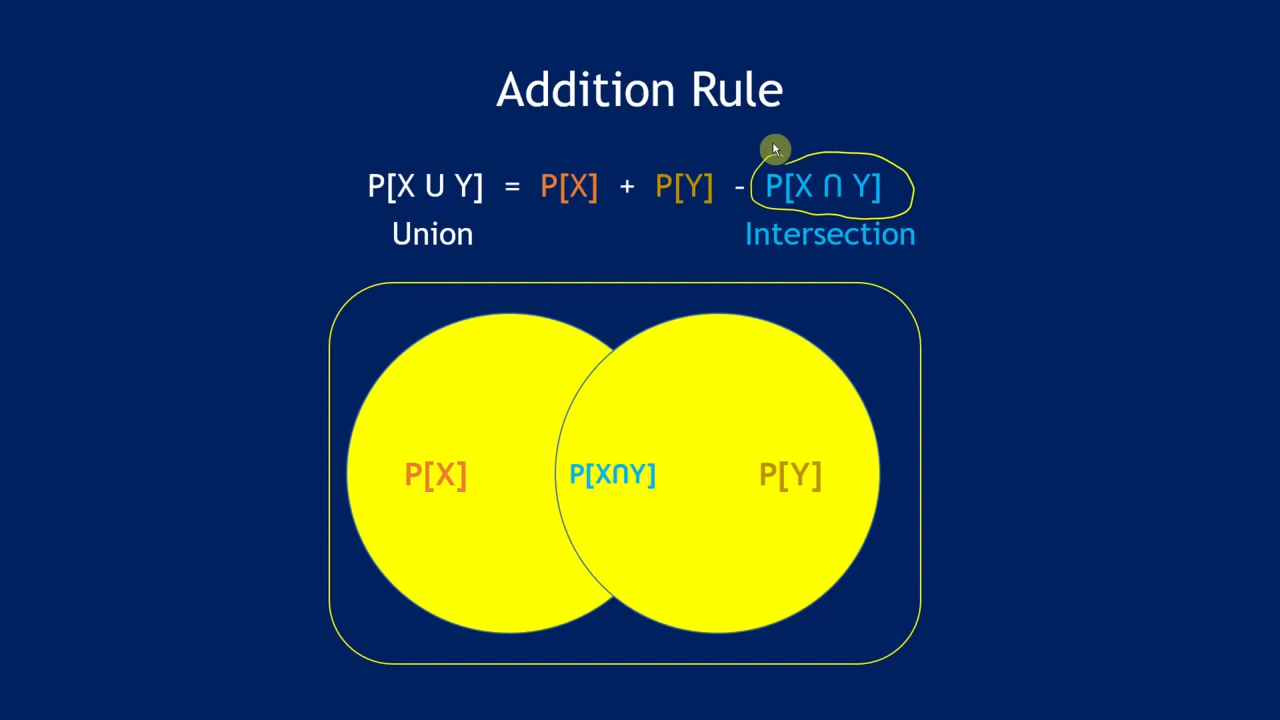 Addition Rule
P[X U Y] = P[X] + P[Y] - P[X ∩ Y]
Union Intersection
P[X] P[X∩Y] P[Y]